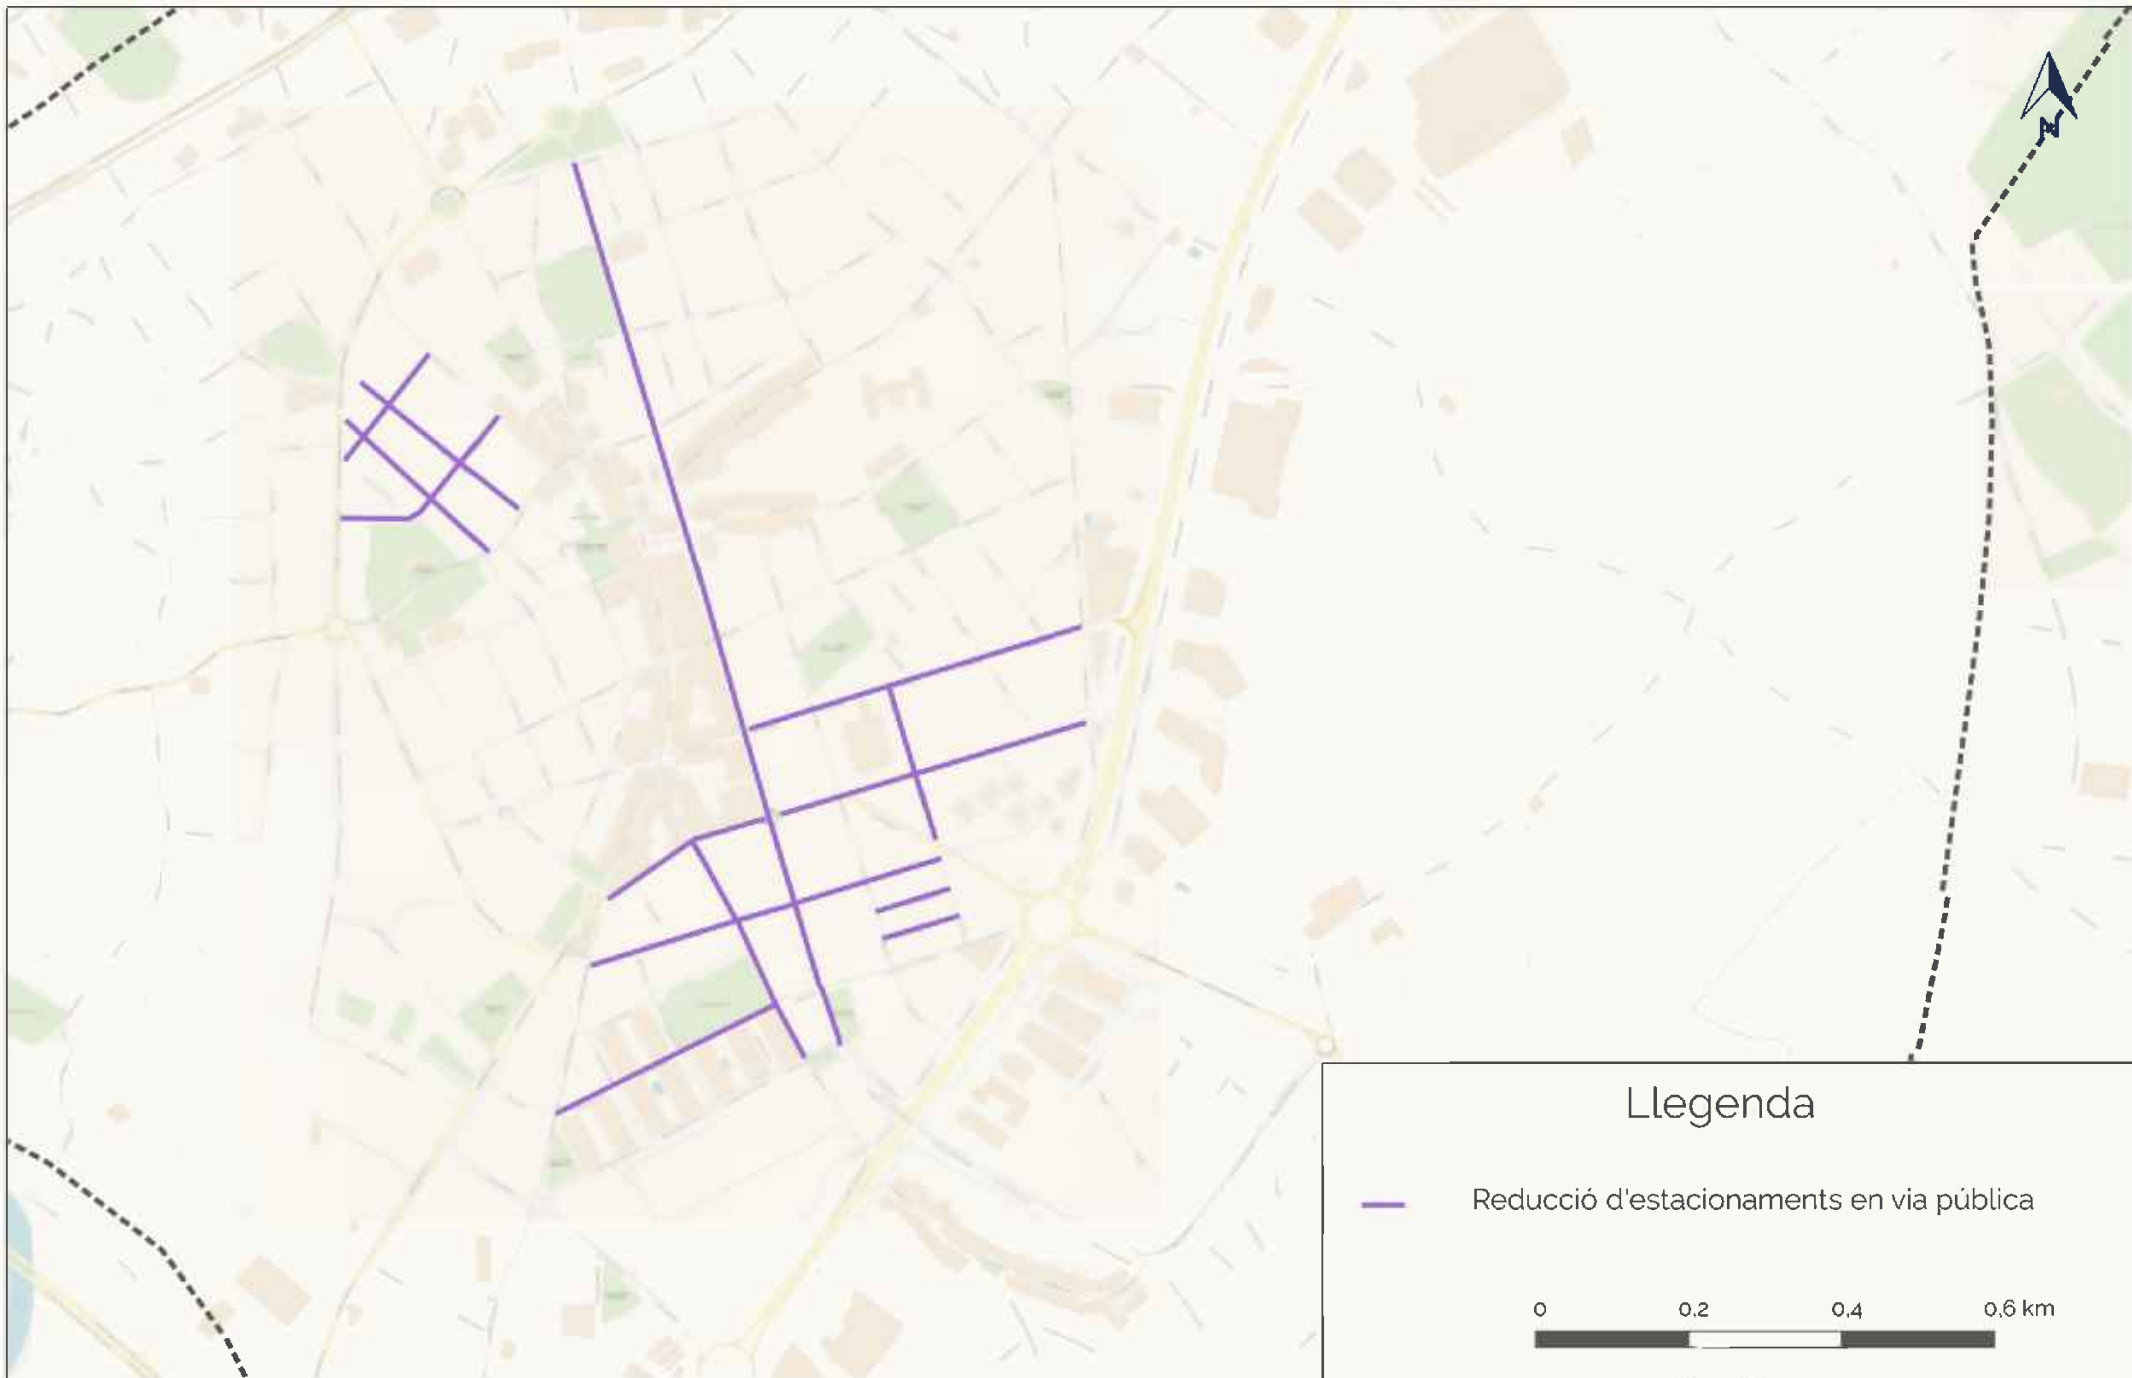 N
Llegenda
Reducció d'estacionaments en via pública
0 0,2 0,4 0,6 km